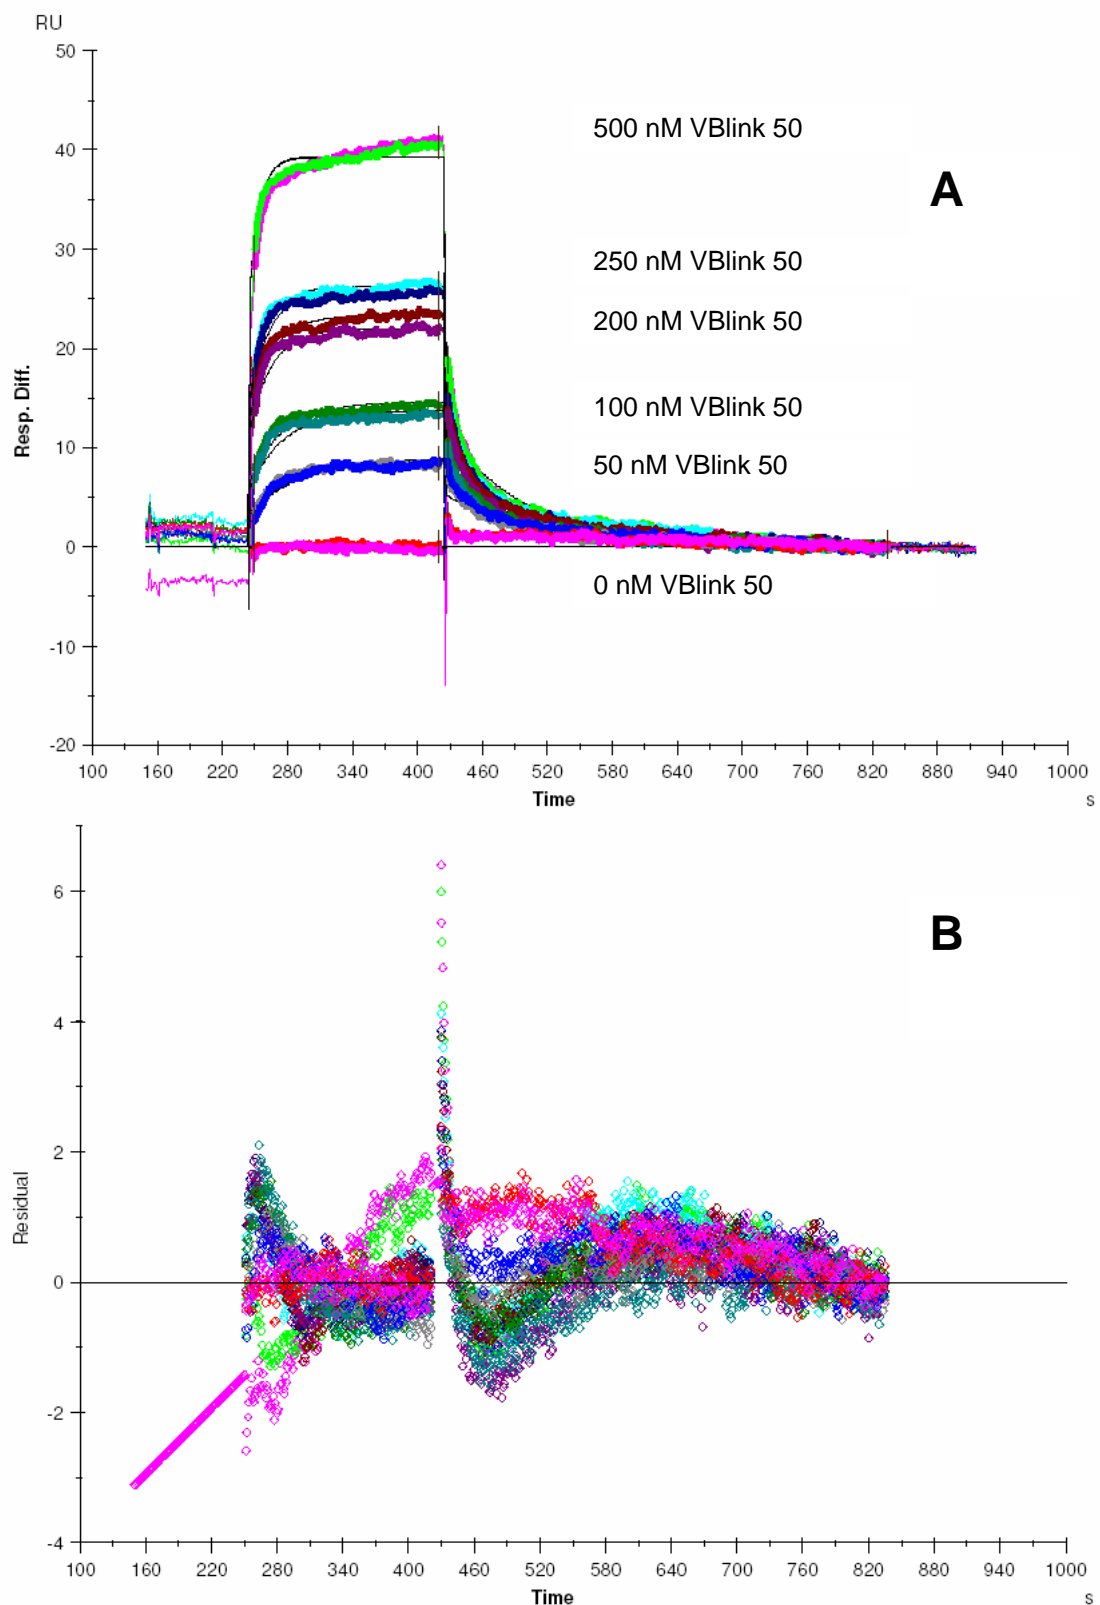 RU
50
40
30
20
10
0
-10
-20
Resp. Diff.
500 nM VBlink 50
A
250 nM VBlink 50
200 nM VBlink 50
100 nM VBlink 50
50 nM VBlink 50
0 nM VBlink 50
100 160 220 280 340 400 460 520 580 640 700 760 820 880 940 1000
Time s
6
4
2
0
-2
-4
Residual
B
100 160 220 280 340 400 460 520 580 640 700 760 820 880 940 1000
Time s